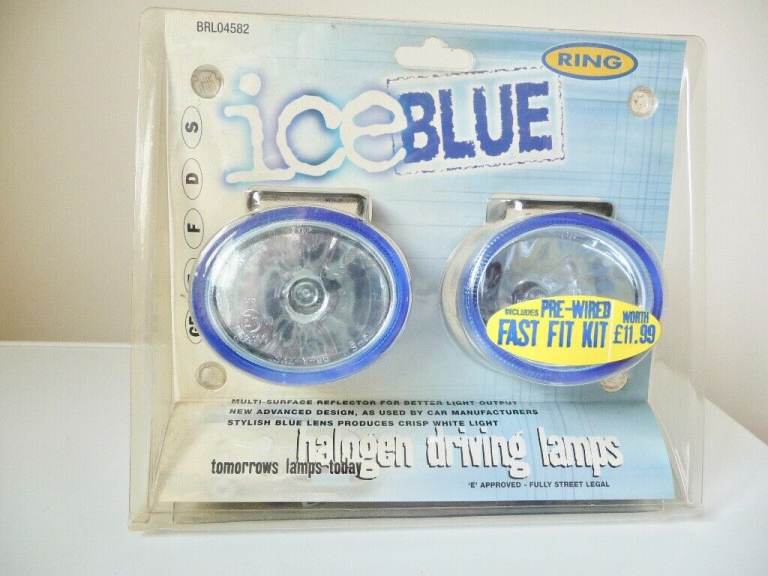 BRL04582
RING
iceBLUE
S
D
F
INCLUDES PRE-WIRED
FAST FIT KIT
WORTH
£11.99
MULTI-SURFACE REFLECTOR FOR BETTER LIGHT OUTPUT
NEW ADVANCED DESIGN, AS USED BY CAR MANUFACTURERS
STYLISH BLUE LENS PRODUCES CRISP WHITE LIGHT
halogen driving lamps
tomorrows lamps-today
'E' APPROVED - FULLY STREET LEGAL